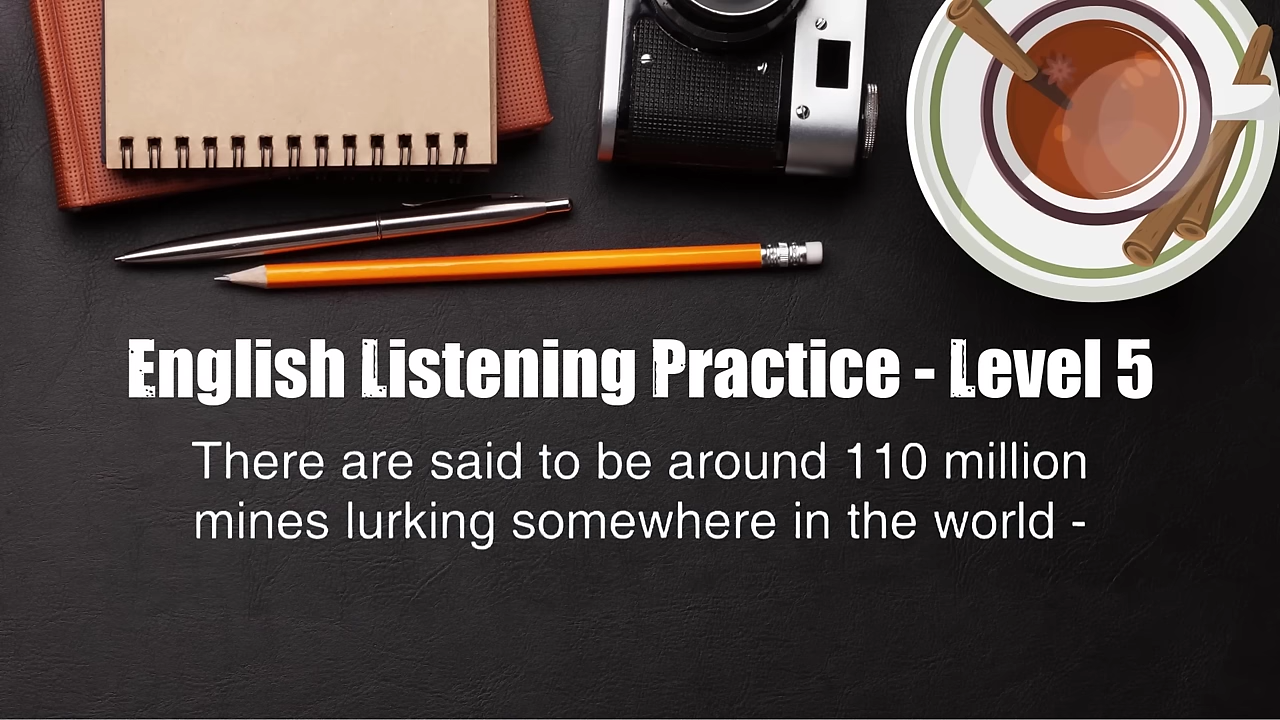 English Listening Practice - Level 5
There are said to be around 110 million
mines lurking somewhere in the world -